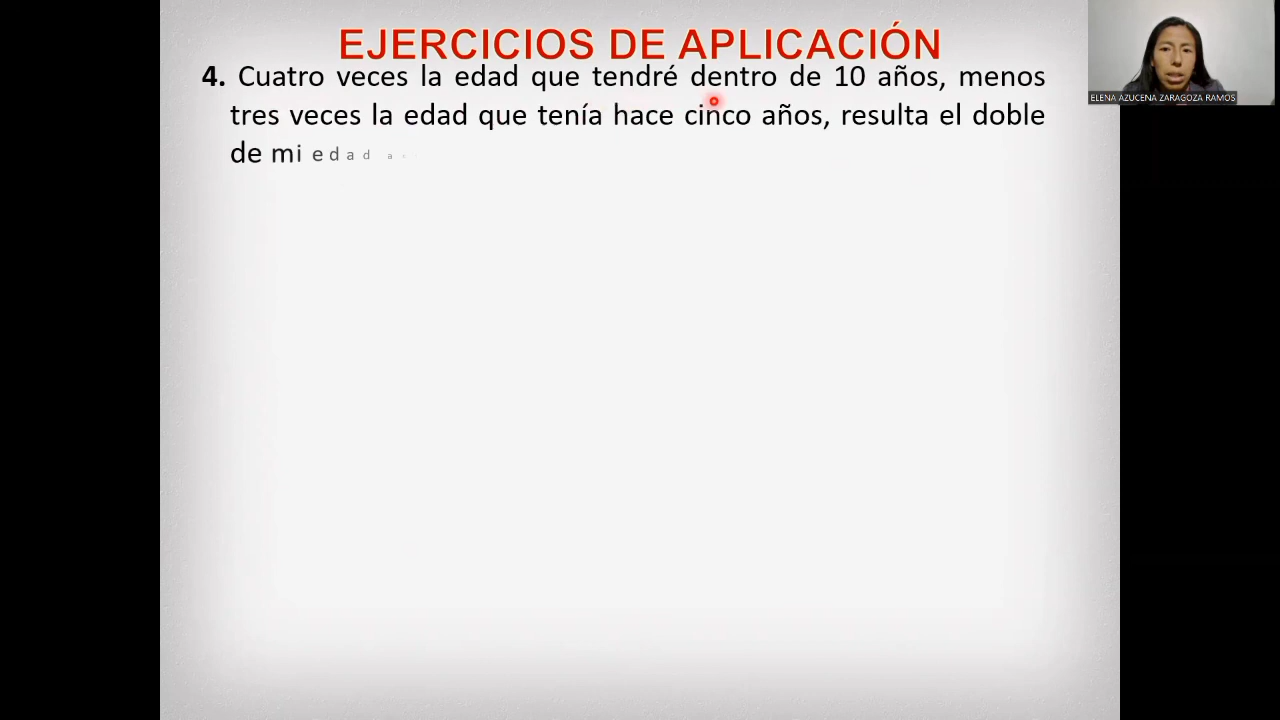 EJERCICIOS DE APLICACIÓN
4. Cuatro veces la edad que tendré dentro de 10 años, menos
tres veces la edad que tenía hace cinco años, resulta el doble
de mi edad
ELENA AZUCENA ZARAGOZA RAMOS